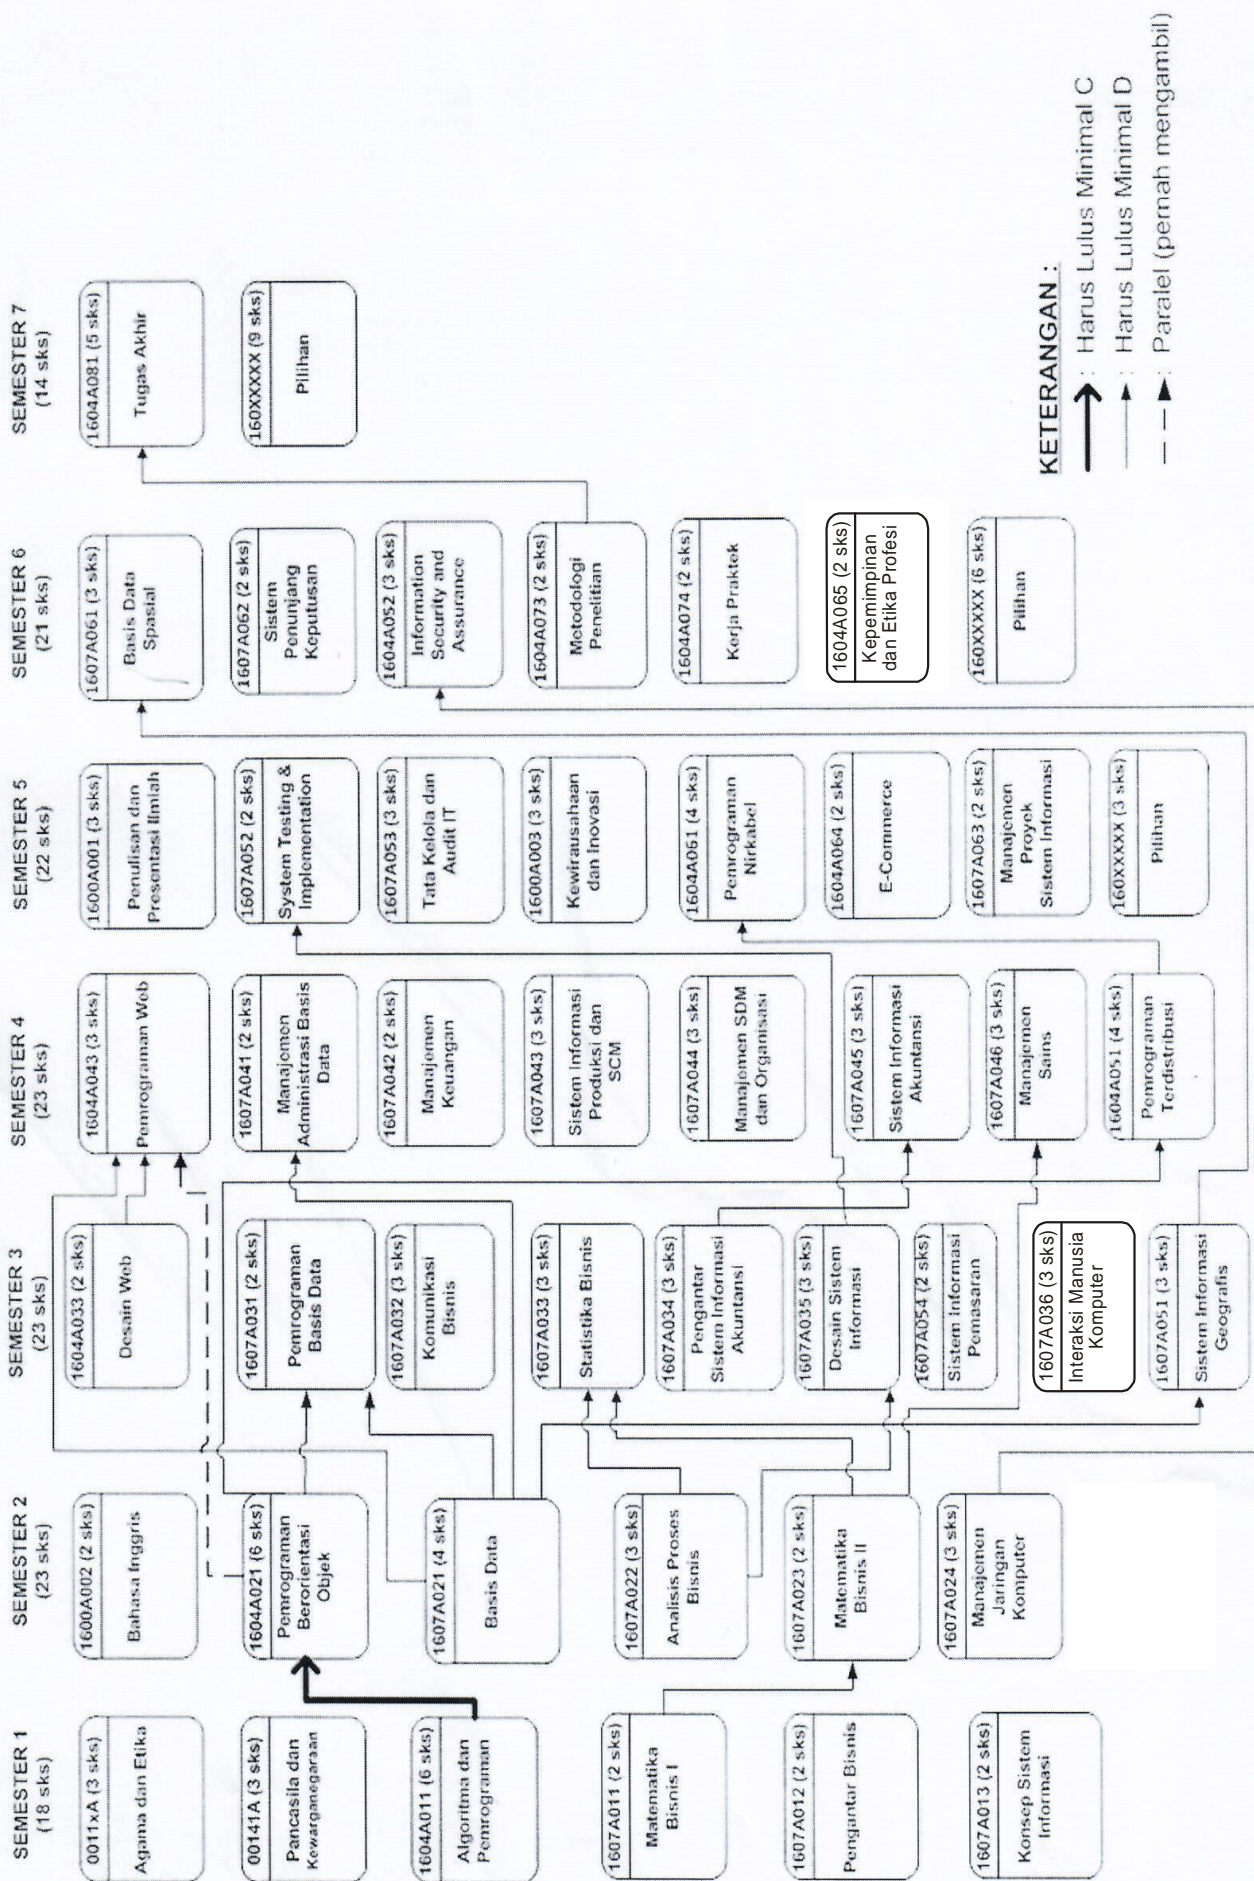 SEMESTER 1
(18 sks)
0011xA (3 sks)
Agama dan Etika
00141A (3 sks)
Pancasila dan
Kewarganegaraan
1604A011 (6 sks)
Algoritma dan
Pemrograman
1607A011 (2 sks)
Matematika
Bisnis I
1607A012 (2 sks)
Pengantar Bisnis
1607A013 (2 sks)
Konsep Sistem
Informasi
SEMESTER 2
(23 sks)
1600A002 (2 sks)
Bahasa Inggris
1604A021 (6 sks)
Pemrograman
Berorientasi
Objek
1607A021 (4 sks)
Basis Data
1607A022 (3 sks)
Analisis Proses
Bisnis
1607A023 (2 sks)
Matematika
Bisnis II
1607A024 (3 sks)
Manajemen
Jaringan
Komputer
SEMESTER 3
(23 sks)
1604A033 (2 sks)
Desain Web
1607A031 (2 sks)
Pemrograman
Basis Data
1607A032 (3 sks)
Komunikasi
Bisnis
1607A033 (3 sks)
Statistika Bisnis
1607A034 (3 sks)
Pengantar
Sistem Informasi
Akuntansi
1607A035 (3 sks)
Desain Sistem
Informasi
1607A054 (2 sks)
Sistem Informasi
Pemasaran
1607A036 (3 sks)
Interaksi Manusia
Komputer
1607A051 (3 sks)
Sistem Informasi
Geografis
SEMESTER 4
(23 sks)
1604A043 (3 sks)
Pemrograman Web
1607A041 (2 sks)
Manajemen
Administrasi Basis
Data
1607A042 (2 sks)
Manajemen
Keuangan
1607A043 (3 sks)
Sistem Informasi
Produksi dan
SCM
1607A044 (3 sks)
Manajemen SDM
dan Organisasi
1607A045 (3 sks)
Sistem Informasi
Akuntansi
1607A046 (3 sks)
Manajemen
Sains
1604A051 (4 sks)
Pemrograman
Terdistribusi
SEMESTER 5
(22 sks)
1600A001 (3 sks)
Penulisan dan
Presentasi Ilmiah
1607A052 (2 sks)
System Testing &
Implementation
1607A053 (3 sks)
Tata Kelola dan
Audit IT
1600A003 (3 sks)
Kewirausahaan
dan Inovasi
1604A061 (4 sks)
Pemrograman
Nirkabel
1604A064 (2 sks)
E-Commerce
1607A063 (2 sks)
Manajemen
Proyek
Sistem Informasi
160XXXXX (3 sks)
Pilihan
SEMESTER 6
(21 sks)
1607A061 (3 sks)
Basis Data
Spasial
1607A062 (2 sks)
Sistem
Penunjang
Keputusan
1604A052 (3 sks)
Information
Security and
Assurance
1604A073 (2 sks)
Metodologi
Penelitian
1604A074 (2 sks)
Kerja Praktek
1604A065 (2 sks)
Kepemimpinan
dan Etika Profesi
160XXXXX (6 sks)
Pilihan
SEMESTER 7
(14 sks)
1604A081 (5 sks)
Tugas Akhir
160XXXXX (9 sks)
Pilihan
KETERANGAN :
: Harus Lulus Minimal C
: Harus Lulus Minimal D
: Paralel (pernah mengambil)